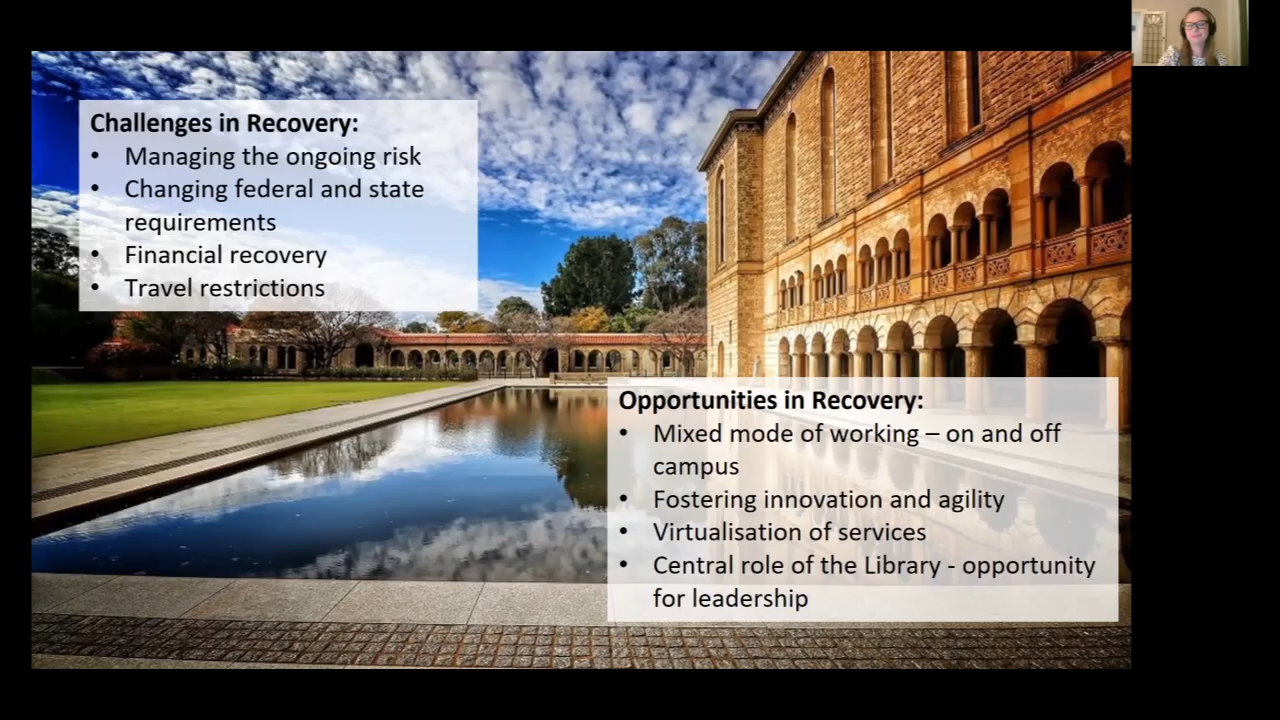 Challenges in Recovery:
• Managing the ongoing risk
• Changing federal and state
requirements
• Financial recovery
• Travel restrictions
Opportunities in Recovery:
• Mixed mode of working – on and off
campus
• Fostering innovation and agility
• Virtualisation of services
• Central role of the Library - opportunity
for leadership